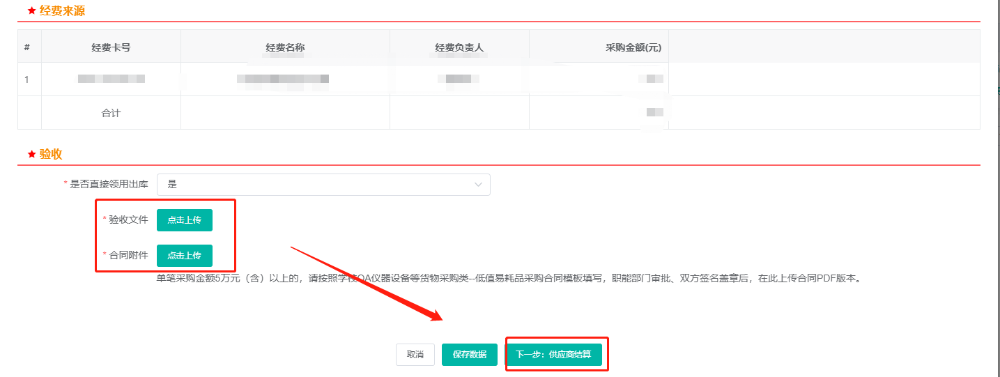 ★ 经费来源
# 经费卡号 经费名称 经费负责人 采购金额(元)
1
合计
★ 验收
* 是否直接领用出库 是
* 验收文件 点击上传
* 合同附件 点击上传
单笔采购金额5万元（含）以上的，请按照学校OA仪器设备等货物采购类--低值易耗品采购合同模板填写，职能部门审批、双方签名盖章后，在此上传合同PDF版本。
取消 保存数据 下一步：供应商结算